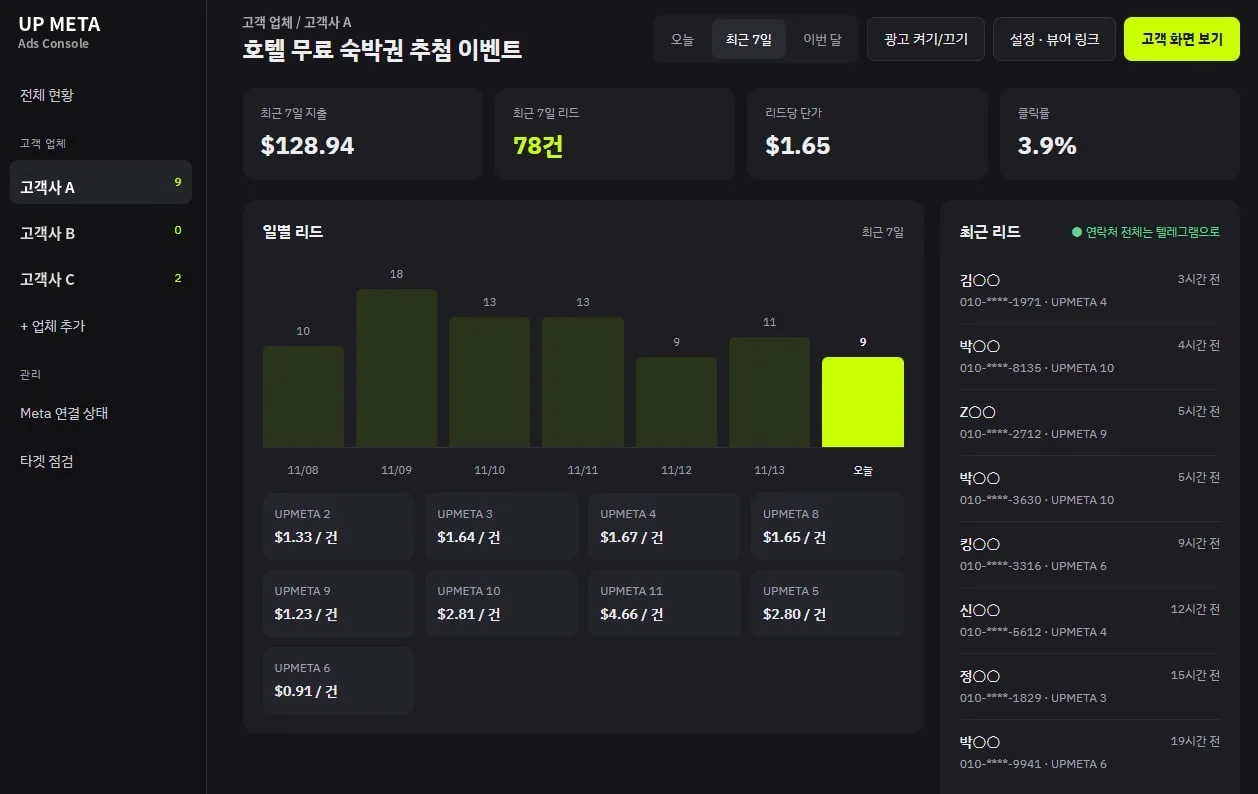 UP META
Ads Console
전체 현황
고객 업체
고객사 A 9
고객사 B 0
고객사 C 2
+ 업체 추가
관리
Meta 연결 상태
타겟 점검
고객 업체 / 고객사 A
호텔 무료 숙박권 추첨 이벤트
오늘 최근 7일 이번 달 광고 켜기/끄기 설정 · 뷰어 링크 고객 화면 보기
최근 7일 지출
$128.94
최근 7일 리드
78건
리드당 단가
$1.65
클릭률
3.9%
일별 리드 최근 7일
10 18 13 13 9 11 9
11/08 11/09 11/10 11/11 11/12 11/13 오늘
UPMETA 2
$1.33 / 건
UPMETA 3
$1.64 / 건
UPMETA 4
$1.67 / 건
UPMETA 8
$1.65 / 건
UPMETA 9
$1.23 / 건
UPMETA 10
$2.81 / 건
UPMETA 11
$4.66 / 건
UPMETA 5
$2.80 / 건
UPMETA 6
$0.91 / 건
최근 리드 연락처 전체는 텔레그램으로
김○○ 3시간 전
010-****-1971 · UPMETA 4
박○○ 4시간 전
010-****-8135 · UPMETA 10
Z○○ 5시간 전
010-****-2712 · UPMETA 9
박○○ 5시간 전
010-****-3630 · UPMETA 10
킹○○ 9시간 전
010-****-3316 · UPMETA 6
신○○ 12시간 전
010-****-5612 · UPMETA 4
정○○ 15시간 전
010-****-1829 · UPMETA 3
박○○ 19시간 전
010-****-9941 · UPMETA 6